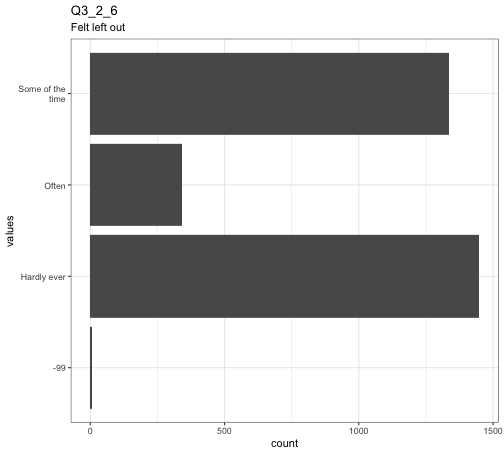 Q3_2_6
Felt left out
Some of the
time
Often
Hardly ever
-99
values
0
500
1000
1500
count